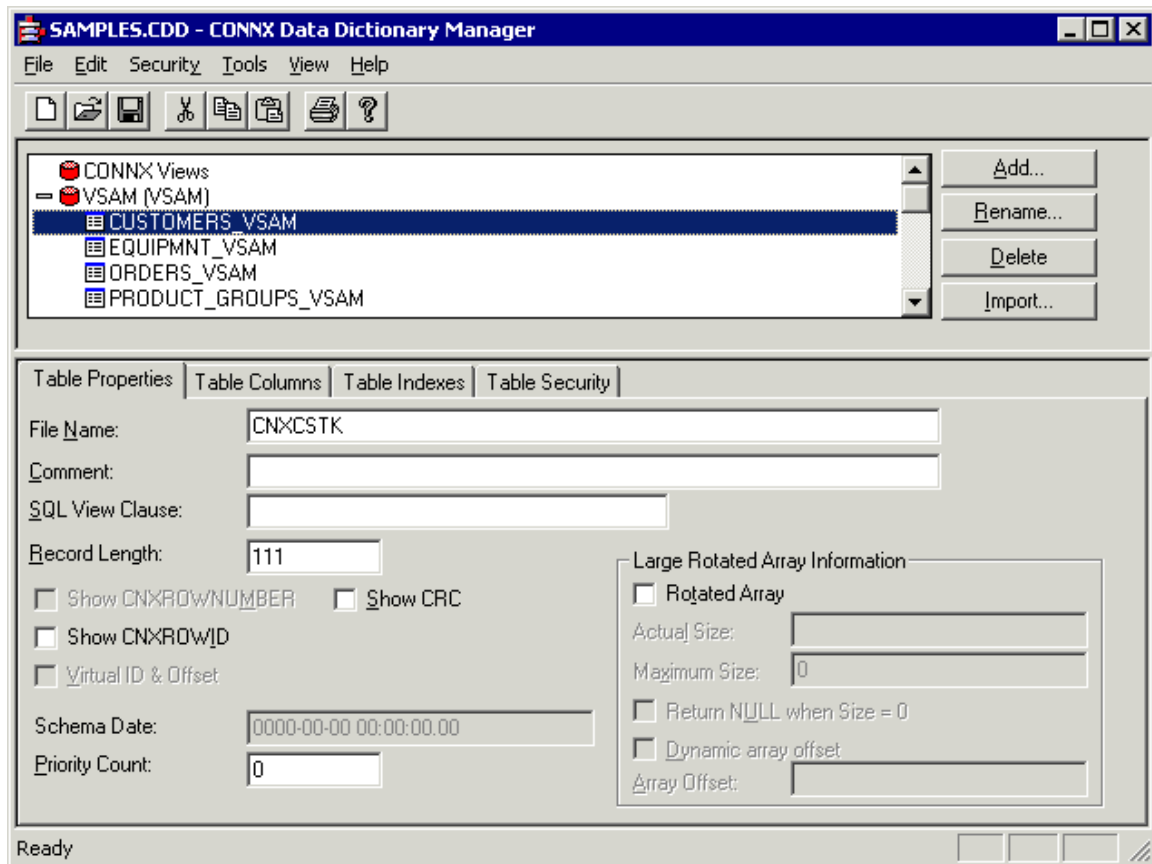 SAMPLES.CDD - CONNX Data Dictionary Manager
File Edit Security Tools View Help
CONNX Views
VSAM (VSAM)
CUSTOMERS_VSAM
EQUIPMNT_VSAM
ORDERS_VSAM
PRODUCT_GROUPS_VSAM
Add...
Rename...
Delete
Import...
Table Properties Table Columns Table Indexes Table Security
File Name: CNXCSTK
Comment:
SQL View Clause:
Record Length: 111
Show CNXROWNUMBER Show CRC
Show CNXROWID
Virtual ID & Offset
Schema Date: 0000-00-00 00:00:00.00
Priority Count: 0
Large Rotated Array Information
Rotated Array
Actual Size:
Maximum Size: 0
Return NULL when Size = 0
Dynamic array offset
Array Offset:
Ready